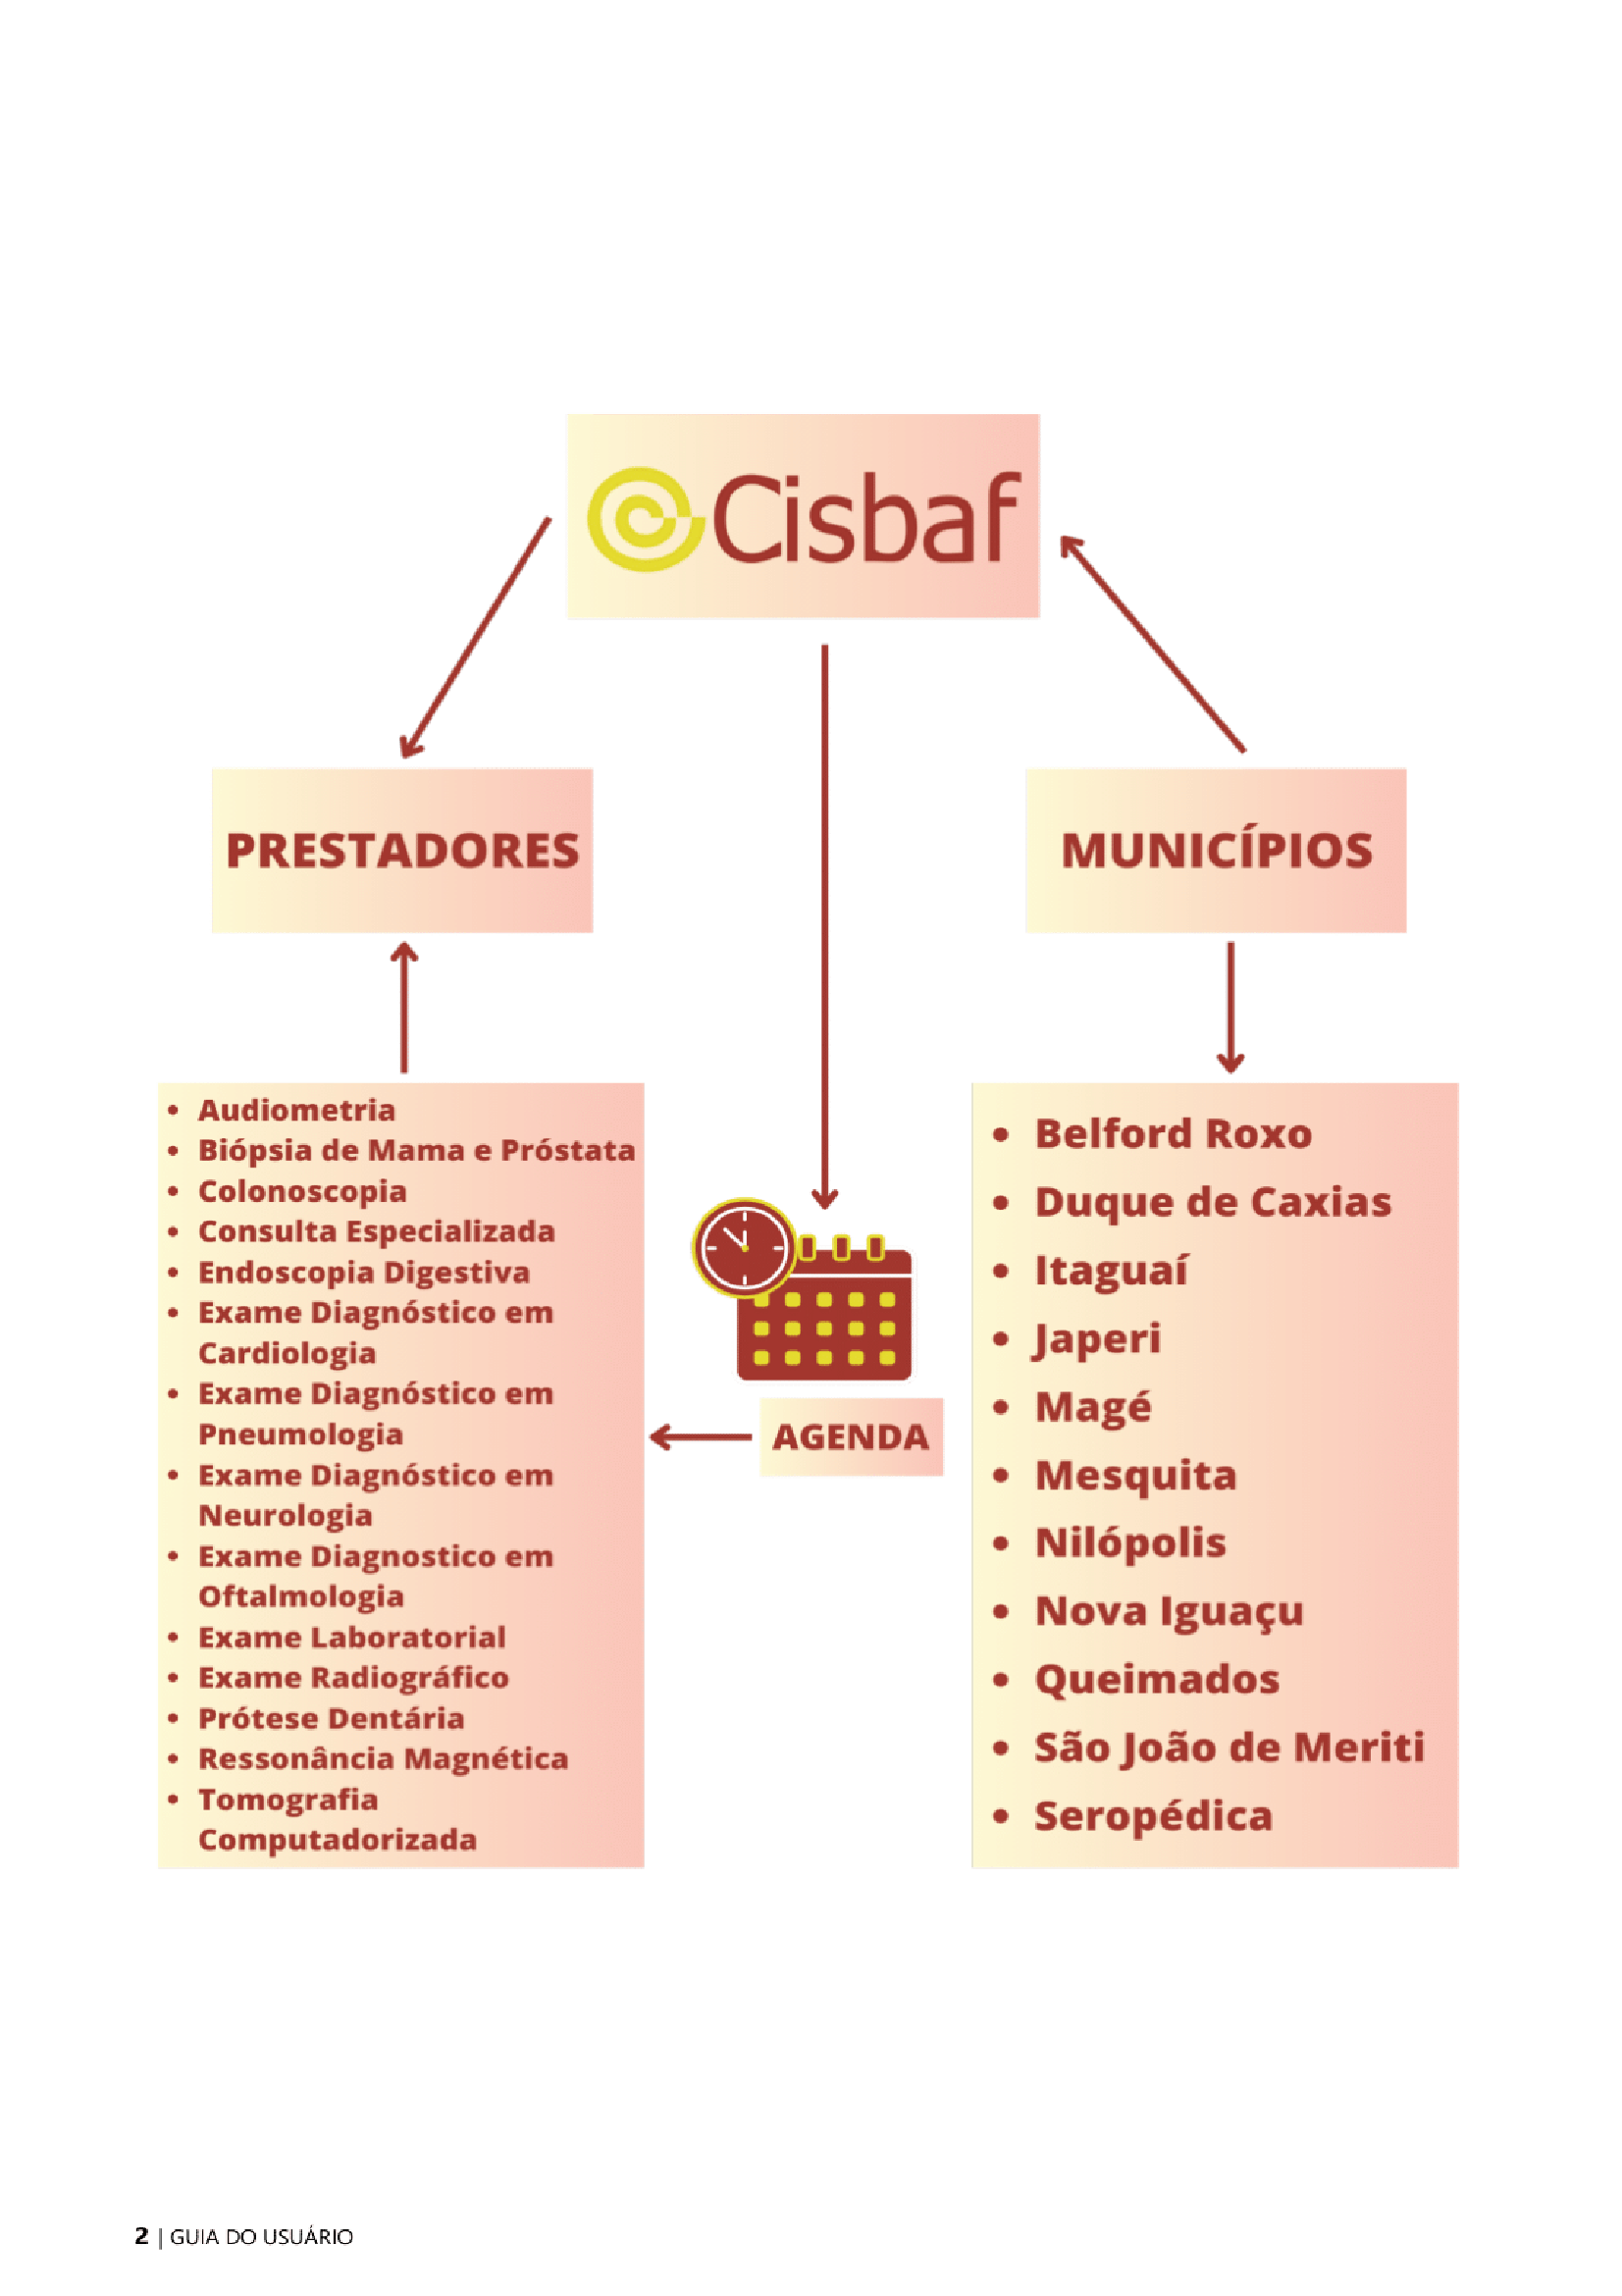 Cisbaf
PRESTADORES
MUNICÍPIOS
• Audiometria
• Biópsia de Mama e Próstata
• Colonoscopia
• Consulta Especializada
• Endoscopia Digestiva
• Exame Diagnóstico em
Cardiologia
• Exame Diagnóstico em
Pneumologia
• Exame Diagnóstico em
Neurologia
• Exame Diagnostico em
Oftalmologia
• Exame Laboratorial
• Exame Radiográfico
• Prótese Dentária
• Ressonância Magnética
• Tomografia
Computadorizada
AGENDA
• Belford Roxo
• Duque de Caxias
• Itaguaí
• Japeri
• Magé
• Mesquita
• Nilópolis
• Nova Iguaçu
• Queimados
• São João de Meriti
• Seropédica
2 | GUIA DO USUÁRIO